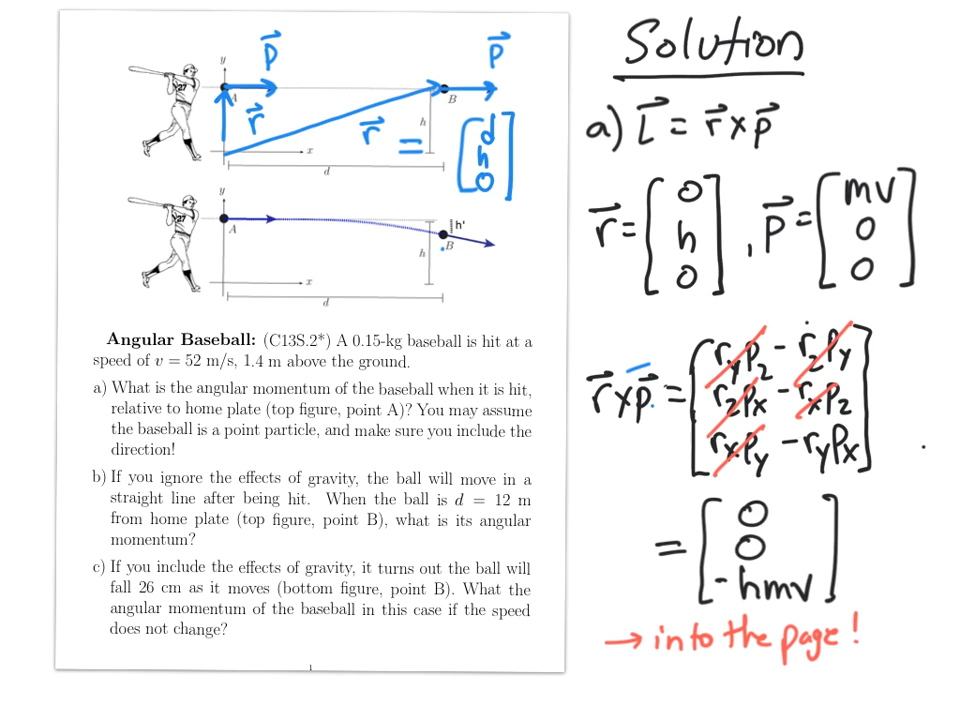 Solution
a) L⃗ = r⃗ × p⃗
r⃗ = [0 h 0], p⃗ = [mv 0 0]
r⃗ × p⃗ = [r_y p_z − r_z p_y
r_z p_x − r_x p_z
r_x p_y − r_y p_x]
= [0
0
−hmv]
→ into the page!
p⃗
p⃗
27
y
A
B
r⃗
r⃗ = [d h 0]
h
x
d
y
27
A
h'
B
h
x
d
Angular Baseball: (C13S.2*) A 0.15-kg baseball is hit at a
speed of v = 52 m/s, 1.4 m above the ground.
a) What is the angular momentum of the baseball when it is hit,
relative to home plate (top figure, point A)? You may assume
the baseball is a point particle, and make sure you include the
direction!
b) If you ignore the effects of gravity, the ball will move in a
straight line after being hit. When the ball is d = 12 m
from home plate (top figure, point B), what is its angular
momentum?
c) If you include the effects of gravity, it turns out the ball will
fall 26 cm as it moves (bottom figure, point B). What the
angular momentum of the baseball in this case if the speed
does not change?
1